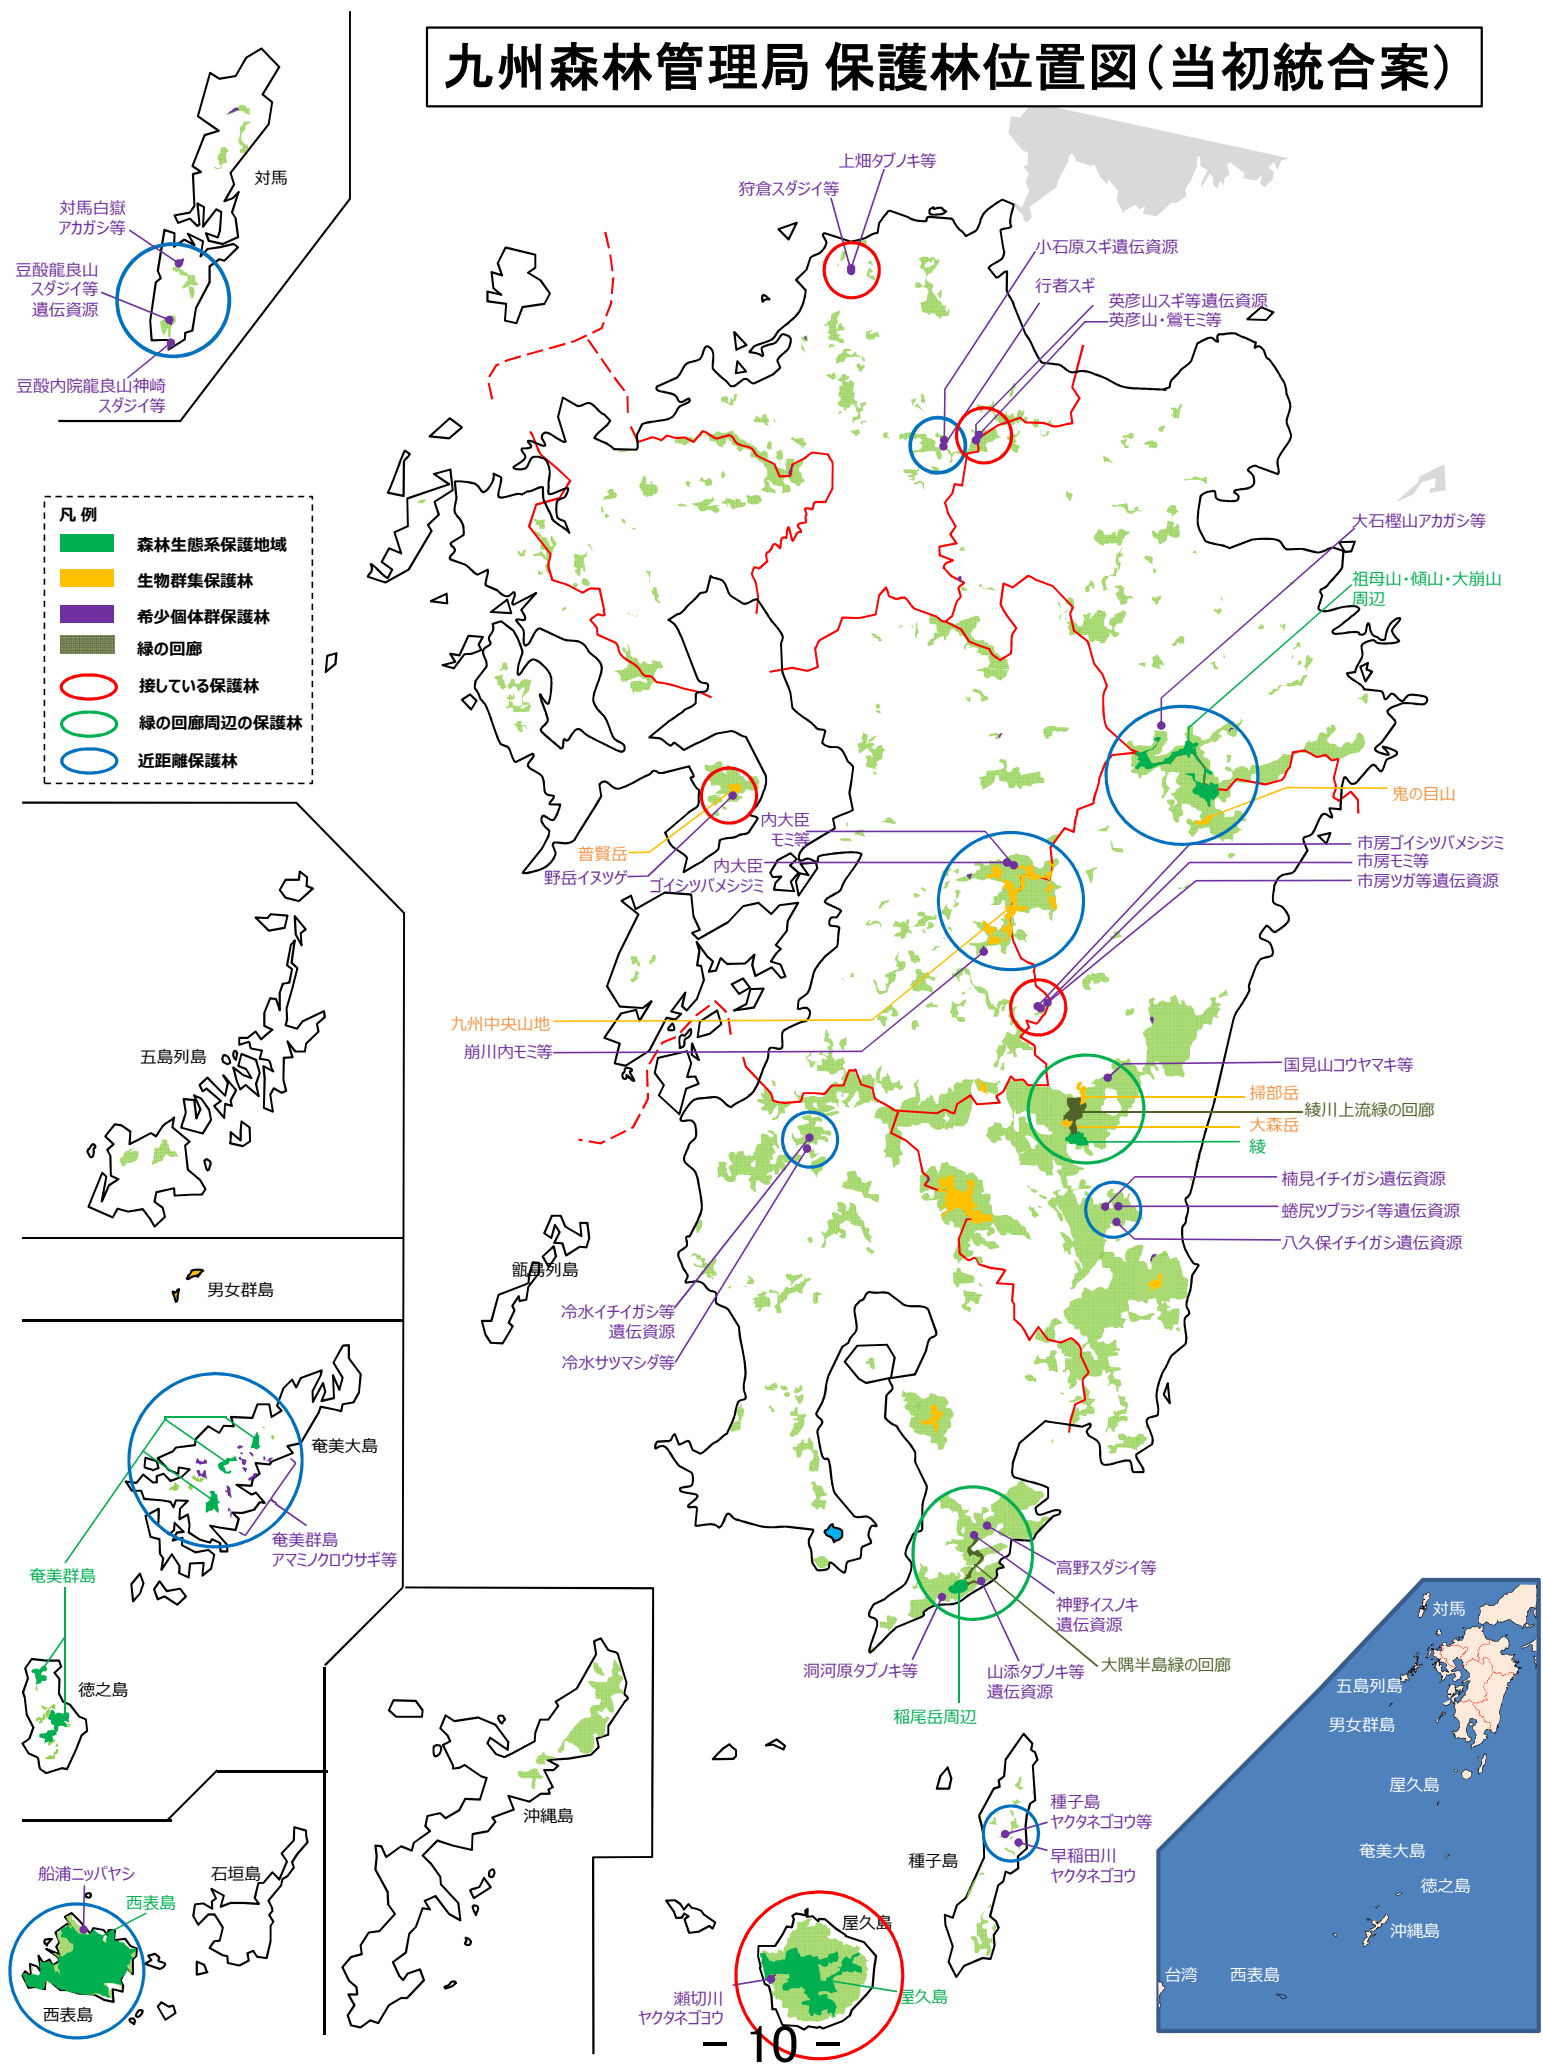 九州森林管理局 保護林位置図（当初統合案）
対馬
対馬白嶽
アカガシ等
豆酘龍良山
スダジイ等
遺伝資源
豆酘内院龍良山神崎
スダジイ等
上畑タブノキ等
狩倉スダジイ等
小石原スギ遺伝資源
行者スギ
英彦山スギ等遺伝資源
英彦山・鶯モミ等
凡 例
森林生態系保護地域
生物群集保護林
希少個体群保護林
緑の回廊
接している保護林
緑の回廊周辺の保護林
近距離保護林
大石樫山アカガシ等
祖母山・傾山・大崩山
周辺
鬼の目山
内大臣
モミ等
普賢岳
野岳イヌツゲ
内大臣
ゴイシツバメシジミ
市房ゴイシツバメシジミ
市房モミ等
市房ツガ等遺伝資源
九州中央山地
崩川内モミ等
五島列島
国見山コウヤマキ等
掃部岳
綾川上流緑の回廊
大森岳
綾
楠見イチイガシ遺伝資源
蜷尻ツブラジイ等遺伝資源
八久保イチイガシ遺伝資源
男女群島
甑島列島
冷水イチイガシ等
遺伝資源
冷水サツマシダ等
奄美大島
奄美群島
アマミノクロウサギ等
奄美群島
徳之島
高野スダジイ等
神野イスノキ
遺伝資源
大隅半島緑の回廊
洞河原タブノキ等
山添タブノキ等
遺伝資源
稲尾岳周辺
沖縄島
種子島
ヤクタネゴヨウ等
種子島
早稲田川
ヤクタネゴヨウ
石垣島
船浦ニッパヤシ
西表島
西表島
屋久島
屋久島
瀬切川
ヤクタネゴヨウ
対馬
五島列島
男女群島
屋久島
奄美大島
徳之島
沖縄島
台湾
西表島
－ 10 －